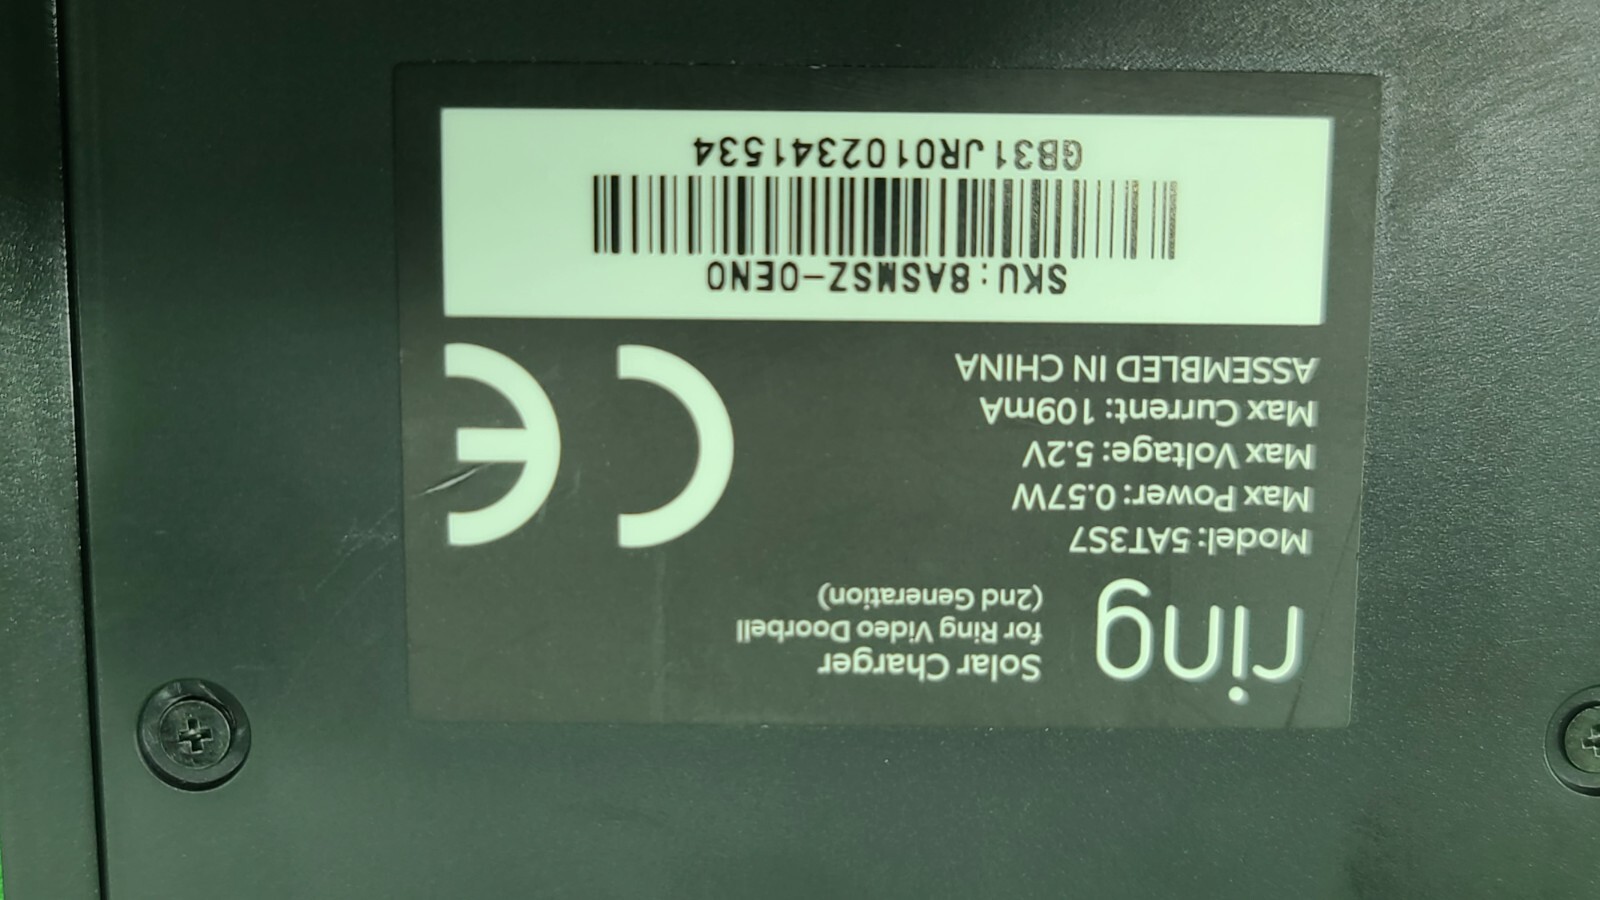 ring
Solar Charger
for Ring Video Doorbell
(2nd Generation)
Model: 5AT3S7
Max Power: 0.57W
Max Voltage: 5.2V
Max Current: 109mA
ASSEMBLED IN CHINA
CE
SKU:8ASMSZ-0EN0
GB31JR0102341534